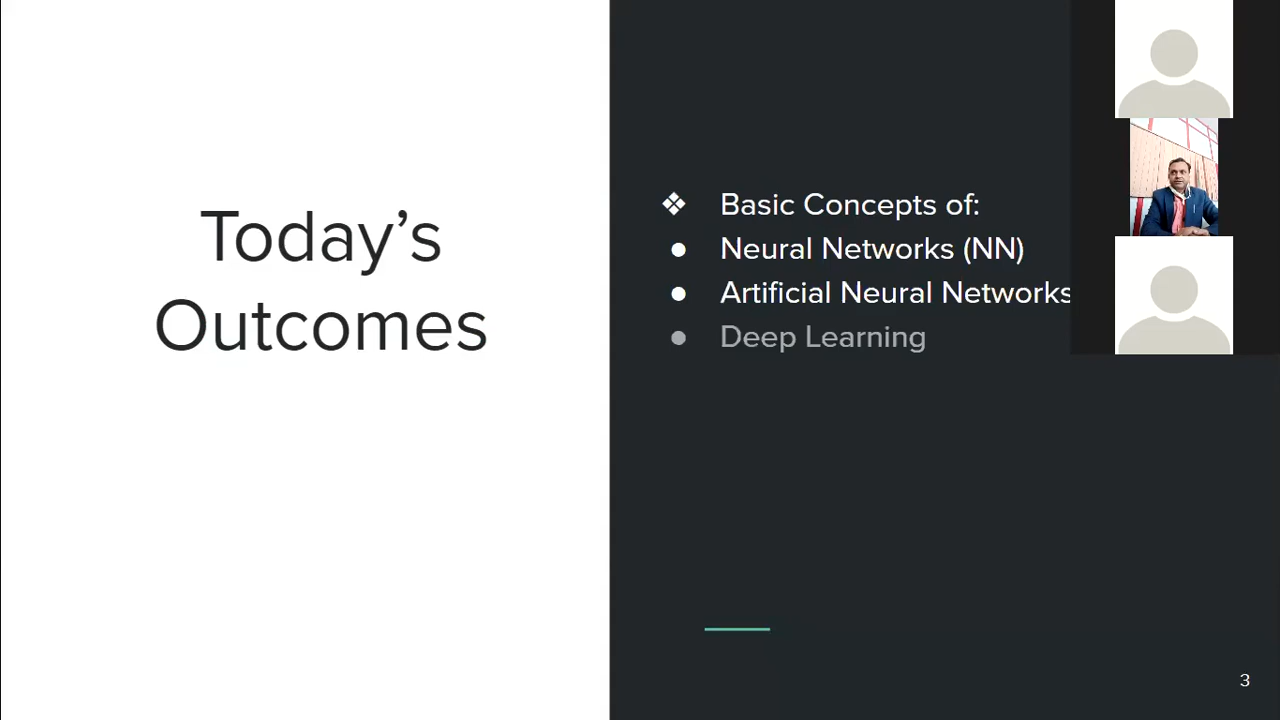 Today’s
Outcomes
❖ Basic Concepts of:
● Neural Networks (NN)
● Artificial Neural Networks
● Deep Learning
3